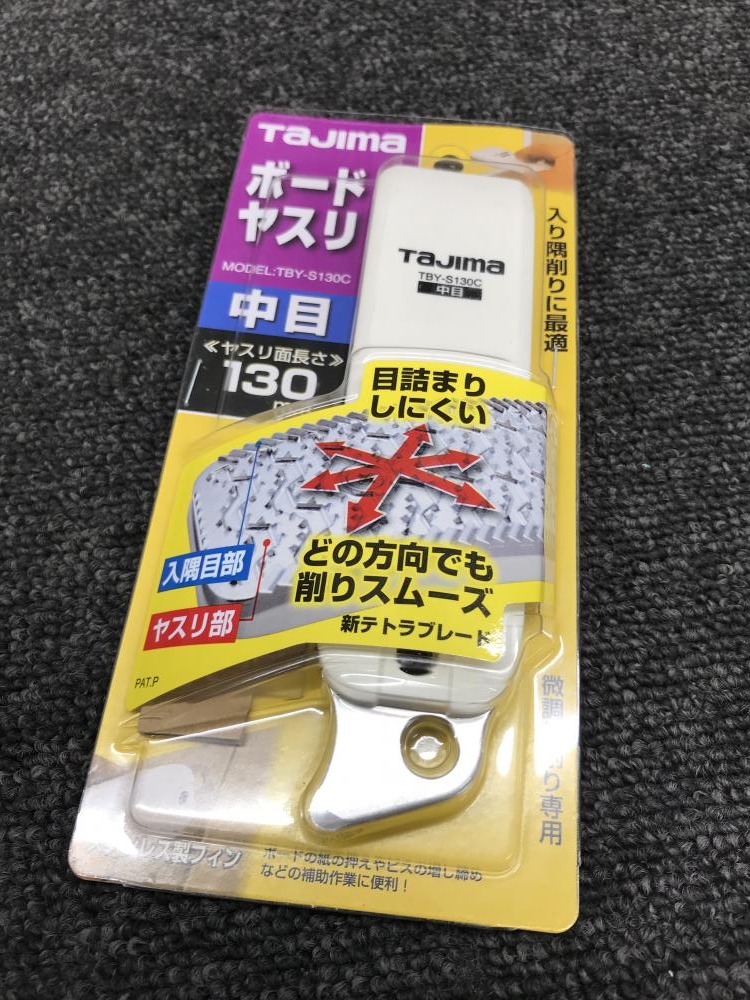 TAJIMA
ボード
ヤスリ
MODEL:TBY-S130C
中目
≪ヤスリ面長さ≫
130
TAJIMA
TBY-S130C
中目
入り隅削りに最適
目詰まり
しにくい
入隅目部
ヤスリ部
どの方向でも
削りスムーズ
新テトラブレード
PAT.P
微調
り専用
製フィン
ボードの紙の押えやビスの増し締め
などの補助作業に便利！